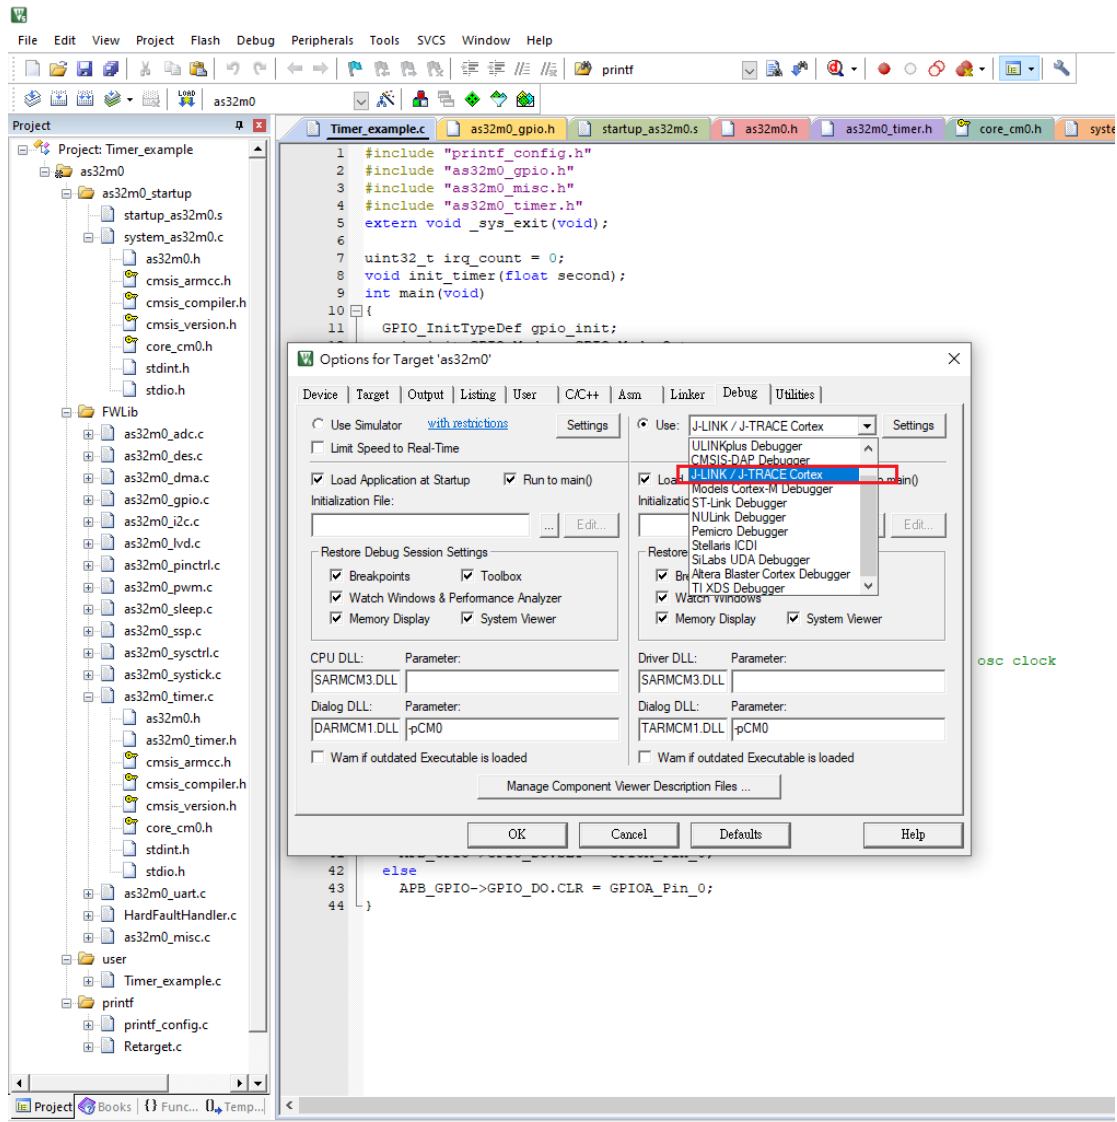 File Edit View Project Flash Debug Peripherals Tools SVCS Window Help
printf
LOAD as32m0
Project
Project: Timer_example
as32m0
as32m0_startup
startup_as32m0.s
system_as32m0.c
as32m0.h
cmsis_armcc.h
cmsis_compiler.h
cmsis_version.h
core_cm0.h
stdint.h
stdio.h
FWLib
as32m0_adc.c
as32m0_des.c
as32m0_dma.c
as32m0_gpio.c
as32m0_i2c.c
as32m0_lvd.c
as32m0_pinctrl.c
as32m0_pwm.c
as32m0_sleep.c
as32m0_ssp.c
as32m0_sysctrl.c
as32m0_systick.c
as32m0_timer.c
as32m0.h
as32m0_timer.h
cmsis_armcc.h
cmsis_compiler.h
cmsis_version.h
core_cm0.h
stdint.h
stdio.h
as32m0_uart.c
HardFaultHandler.c
as32m0_misc.c
user
Timer_example.c
printf
printf_config.c
Retarget.c
Project Books {} Func... Temp...
Timer_example.c as32m0_gpio.h startup_as32m0.s as32m0.h as32m0_timer.h core_cm0.h syste
1 #include "printf_config.h"
2 #include "as32m0_gpio.h"
3 #include "as32m0_misc.h"
4 #include "as32m0_timer.h"
5 extern void _sys_exit(void);
6
7 uint32_t irq_count = 0;
8 void init_timer(float second);
9 int main(void)
10 {
11 GPIO_InitTypeDef gpio_init;
Options for Target 'as32m0'
Device Target Output Listing User C/C++ Asm Linker Debug Utilities
Use Simulator with restrictions Settings
Limit Speed to Real-Time
Load Application at Startup Run to main()
Initialization File:
... Edit...
Restore Debug Session Settings
Breakpoints Toolbox
Watch Windows & Performance Analyzer
Memory Display System Viewer
CPU DLL: Parameter:
SARMCM3.DLL
Dialog DLL: Parameter:
DARMCM1.DLL -pCM0
Warn if outdated Executable is loaded
Use: J-LINK / J-TRACE Cortex Settings
ULINKplus Debugger
CMSIS-DAP Debugger
J-LINK / J-TRACE Cortex
Models Cortex-M Debugger
ST-Link Debugger
NULink Debugger
Pemicro Debugger
Stellaris ICDI
SiLabs UDA Debugger
Altera Blaster Cortex Debugger
TI XDS Debugger
Load main()
Initializatio
Edit...
Restore
Br
Watch Windows
Memory Display System Viewer
Driver DLL: Parameter:
SARMCM3.DLL
Dialog DLL: Parameter:
TARMCM1.DLL -pCM0
Warn if outdated Executable is loaded
Manage Component Viewer Description Files ...
OK Cancel Defaults Help
osc clock
42 else
43 APB_GPIO->GPIO_DO.CLR = GPIOA_Pin_0;
44 }